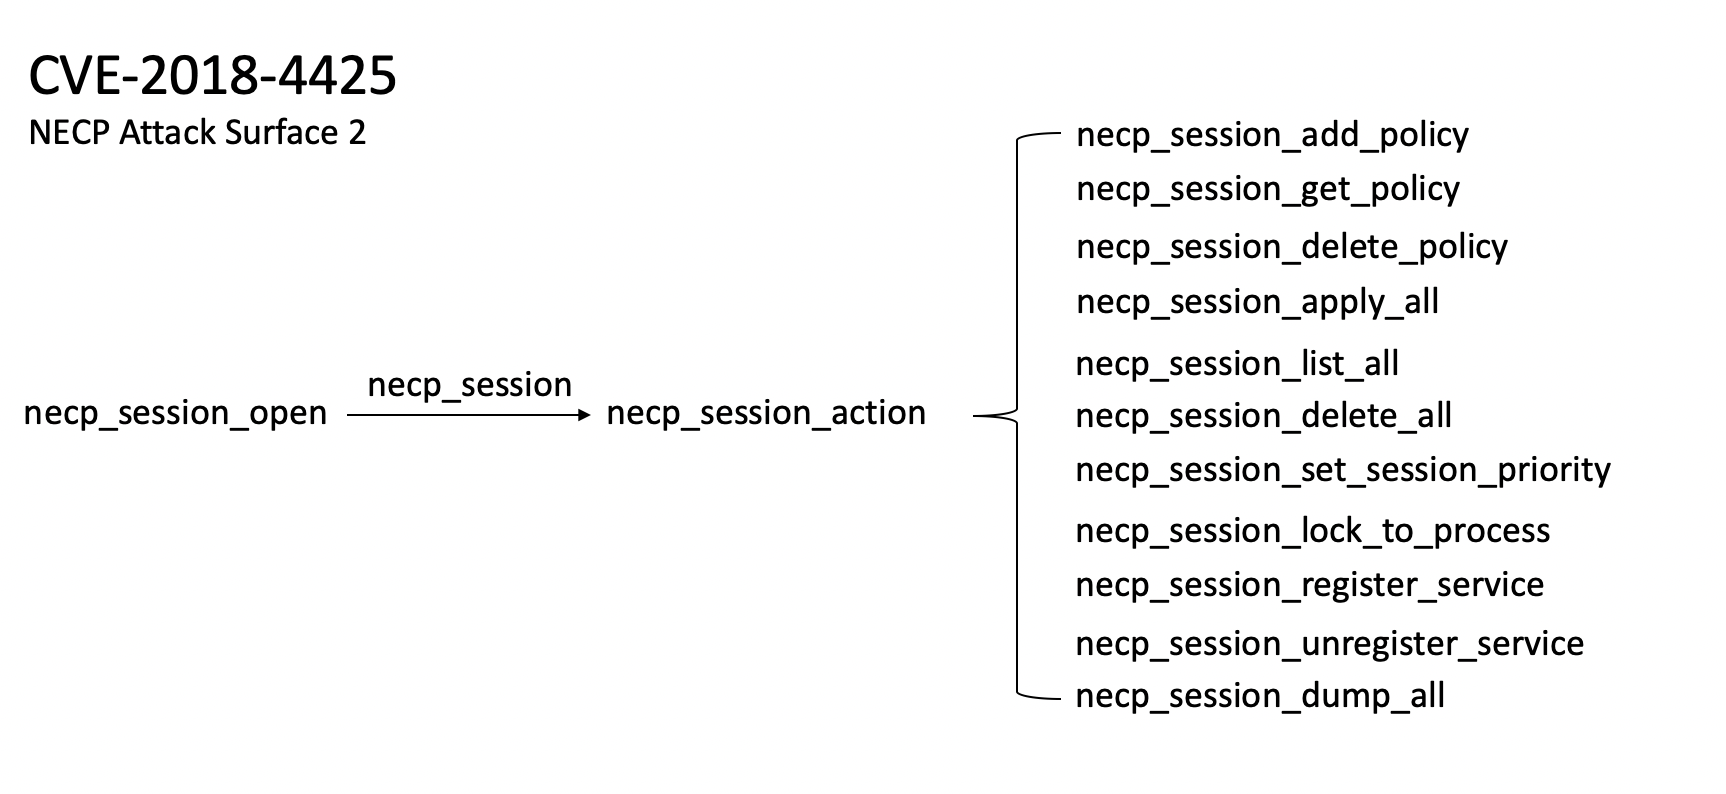 CVE-2018-4425
NECP Attack Surface 2
necp_session_open
necp_session
necp_session_action
necp_session_add_policy
necp_session_get_policy
necp_session_delete_policy
necp_session_apply_all
necp_session_list_all
necp_session_delete_all
necp_session_set_session_priority
necp_session_lock_to_process
necp_session_register_service
necp_session_unregister_service
necp_session_dump_all